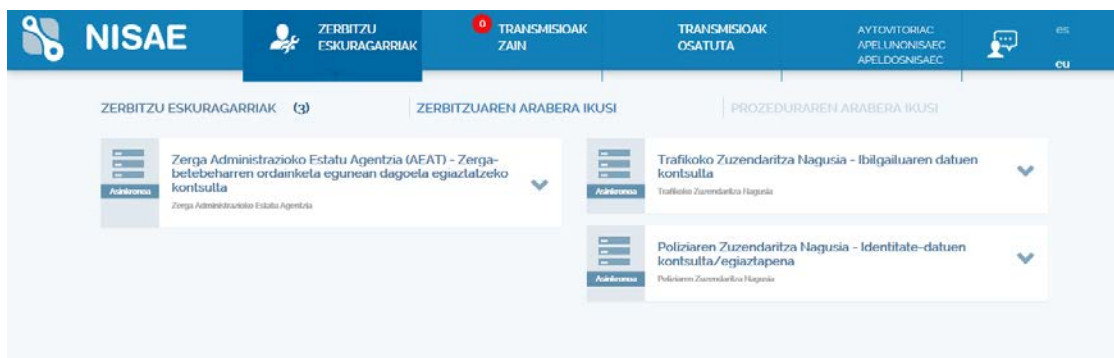 NISAE
ZERBITZU
ESKURAGARRIAK
0
TRANSMISIOAK
ZAIN
TRANSMISIOAK
OSATUTA
AYTOVITORIAC
APELUNONISAEC
APELDOSNISAEC
es
eu
ZERBITZU ESKURAGARRIAK (3)
ZERBITZUAREN ARABERA IKUSI
PROZEDURAREN ARABERA IKUSI
Asinkronoa
Zerga Administrazioko Estatu Agentzia (AEAT) - Zerga-
betebeharren ordainketa egunean dagoela egiaztatzeko
kontsulta
Zerga Administrazioko Estatu Agentzia
Asinkronoa
Trafikoko Zuzendaritza Nagusia - Ibilgailuaren datuen
kontsulta
Trafikoko Zuzendaritza Nagusia
Asinkronoa
Poliziaren Zuzendaritza Nagusia - Identitate-datuen
kontsulta/egiaztapena
Poliziaren Zuzendaritza Nagusia